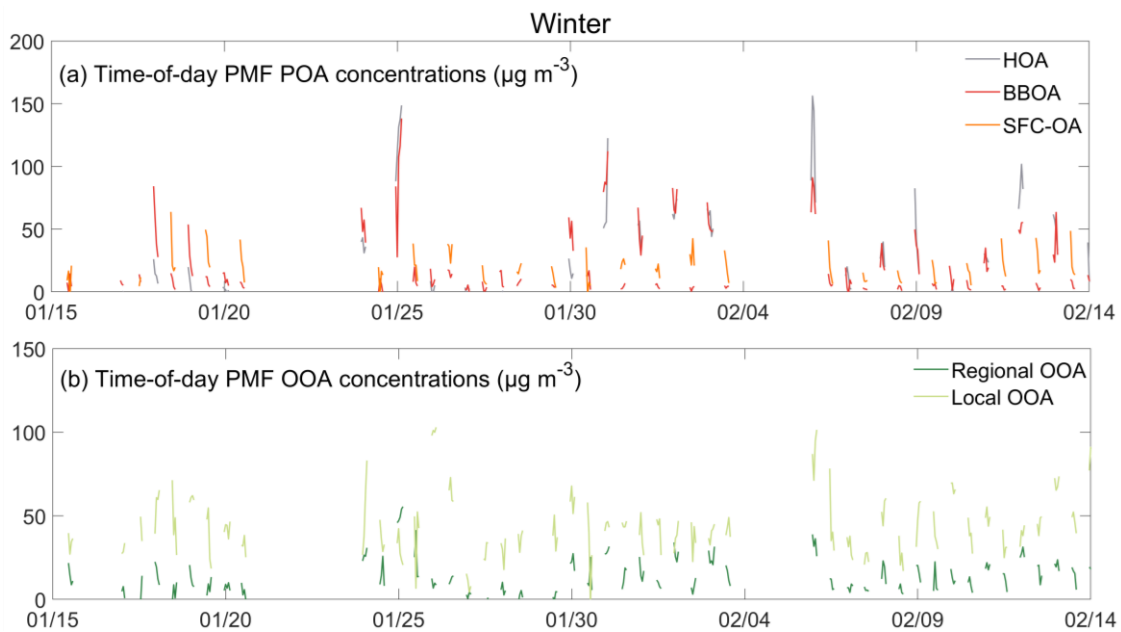 Winter
200
(a) Time-of-day PMF POA concentrations (µg m⁻³)
HOA
BBOA
SFC-OA
150
100
50
0
01/15 01/20 01/25 01/30 02/04 02/09 02/14
150
(b) Time-of-day PMF OOA concentrations (µg m⁻³)
Regional OOA
Local OOA
100
50
0
01/15 01/20 01/25 01/30 02/04 02/09 02/14